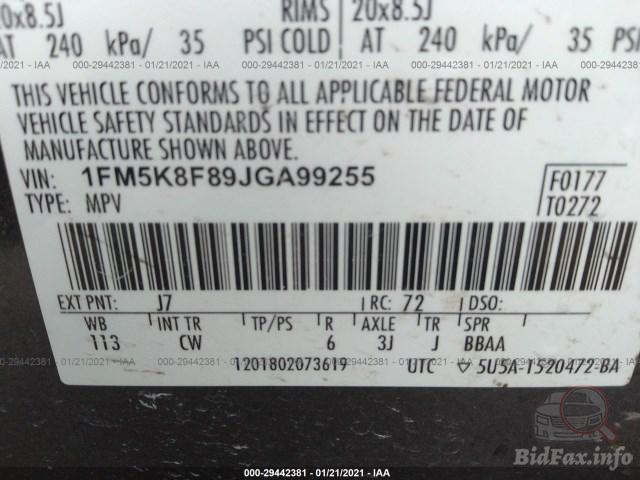 20x8.5J RIMS 20x8.5J
AT 240 kPa/ 35 PSI COLD AT 240 kPa/ 35 PSI
000-29442381 - 01/21/2021 - IAA 000-29442381 - 01/21/2021 - IAA 000-29442381 - 01/21/2021 - IAA
THIS VEHICLE CONFORMS TO ALL APPLICABLE FEDERAL MOTOR
VEHICLE SAFETY STANDARDS IN EFFECT ON THE DATE OF
MANUFACTURE SHOWN ABOVE.
VIN: 1FM5K8F89JGA99255 F0177
TYPE: MPV T0272
EXT PNT: J7 RC: 72 DSO:
WB INT TR TP/PS R AXLE TR SPR
113 CW 6 3J J BBAA
1201802073619 UTC 5U5A-1520472-BA
000-29442381 - 01/21/2021 - IAA
BidFax.info